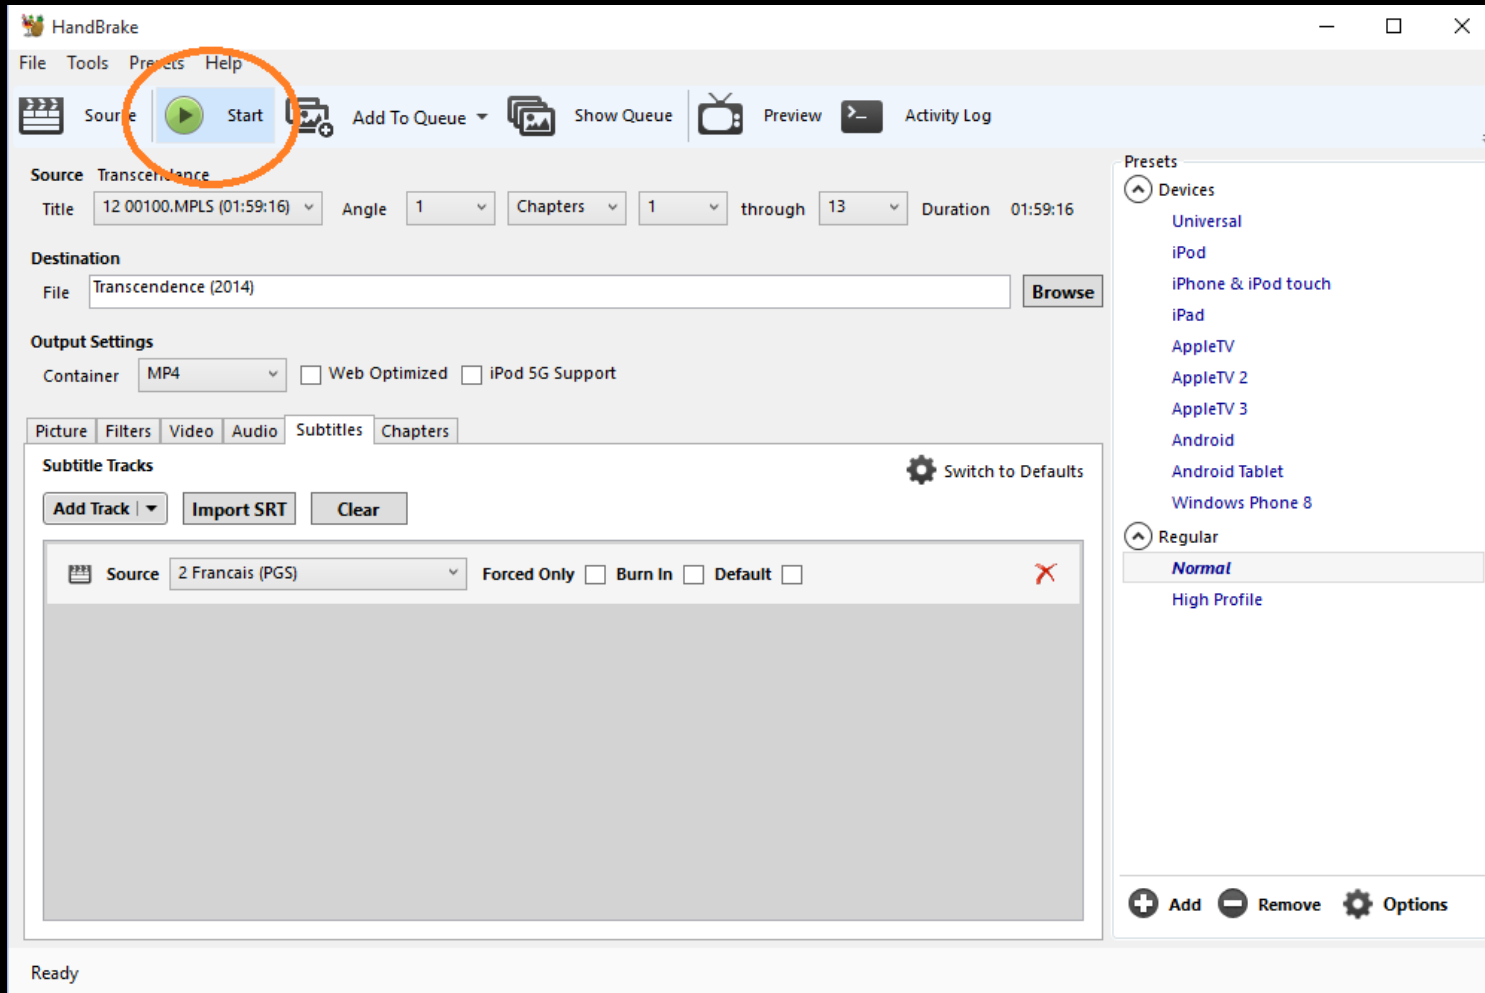 HandBrake
File Tools Presets Help
Source Start Add To Queue Show Queue Preview Activity Log
Source Transcendence
Title 12 00100.MPLS (01:59:16) Angle 1 Chapters 1 through 13 Duration 01:59:16
Destination
File Transcendence (2014) Browse
Output Settings
Container MP4 Web Optimized iPod 5G Support
Picture Filters Video Audio Subtitles Chapters
Subtitle Tracks Switch to Defaults
Add Track Import SRT Clear
Source 2 Francais (PGS) Forced Only Burn In Default
Presets
Devices
Universal
iPod
iPhone & iPod touch
iPad
AppleTV
AppleTV 2
AppleTV 3
Android
Android Tablet
Windows Phone 8
Regular
Normal
High Profile
Add Remove Options
Ready